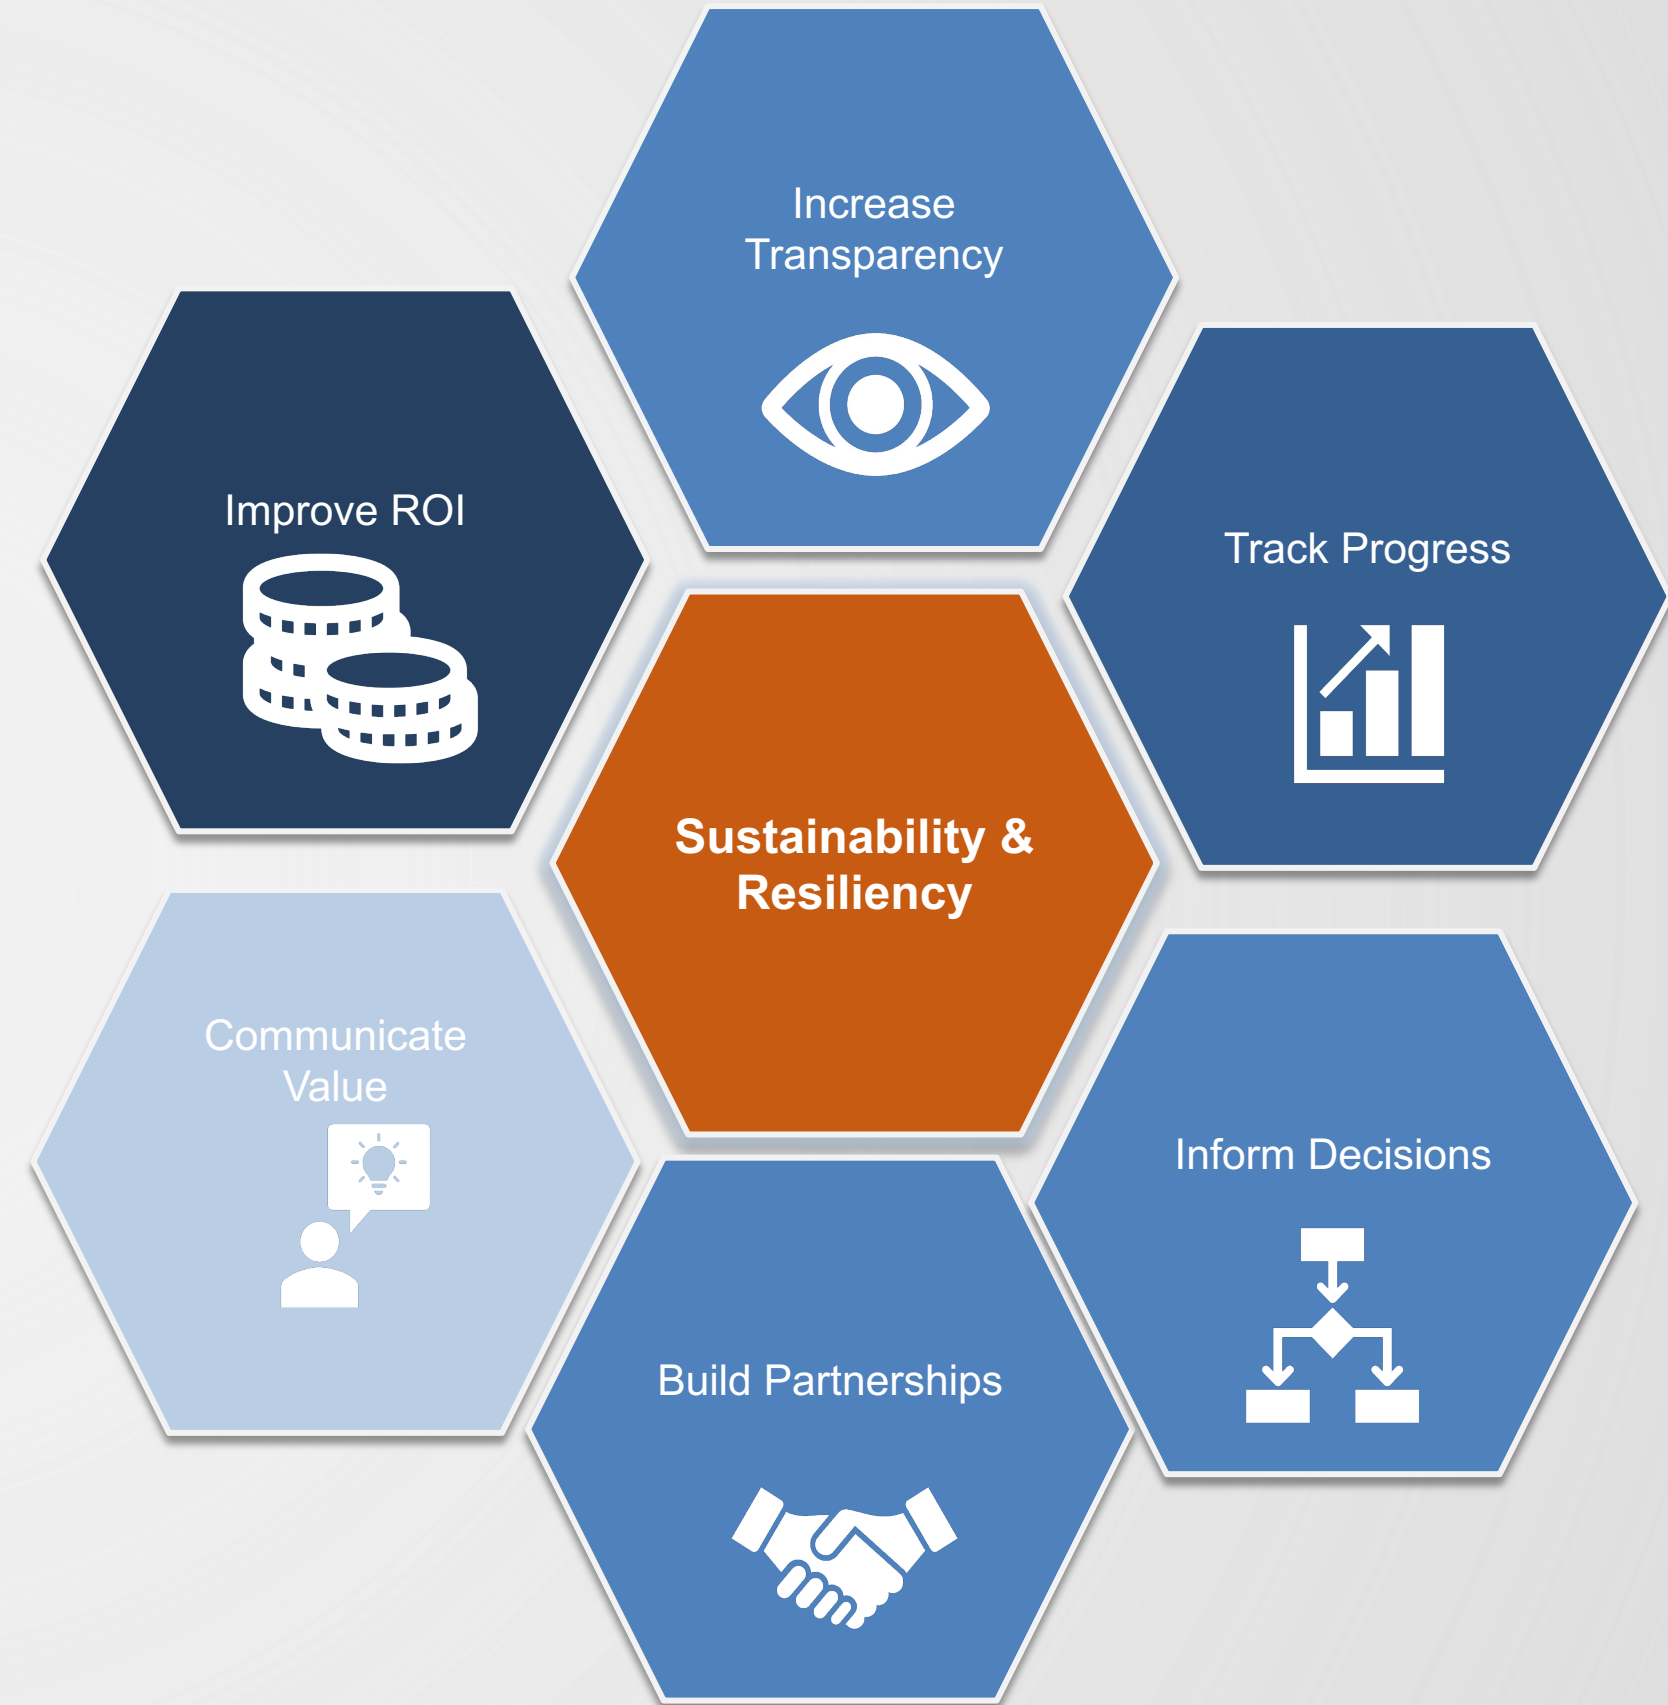 Increase
Transparency
Improve ROI
Track Progress
Sustainability &
Resiliency
Communicate
Value
Inform Decisions
Build Partnerships